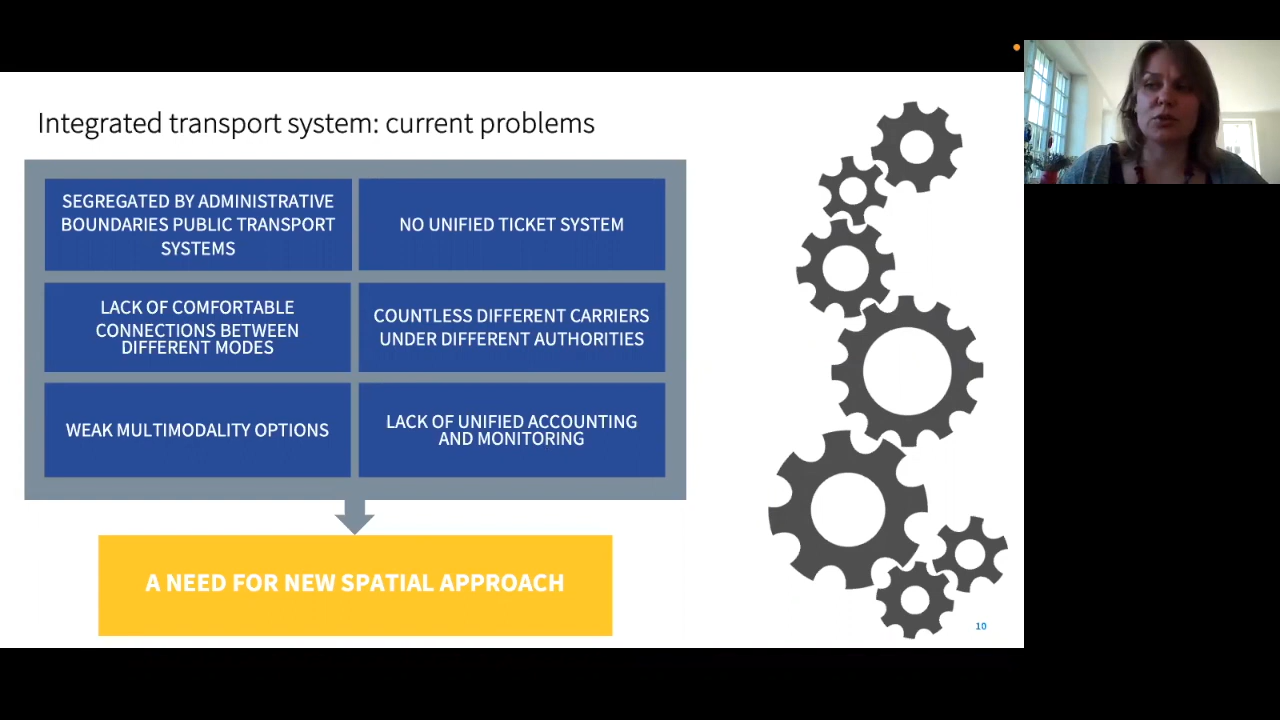 Integrated transport system: current problems
SEGREGATED BY ADMINISTRATIVE
BOUNDARIES PUBLIC TRANSPORT
SYSTEMS
NO UNIFIED TICKET SYSTEM
LACK OF COMFORTABLE
CONNECTIONS BETWEEN
DIFFERENT MODES
COUNTLESS DIFFERENT CARRIERS
UNDER DIFFERENT AUTHORITIES
WEAK MULTIMODALITY OPTIONS
LACK OF UNIFIED ACCOUNTING
AND MONITORING
A NEED FOR NEW SPATIAL APPROACH
10